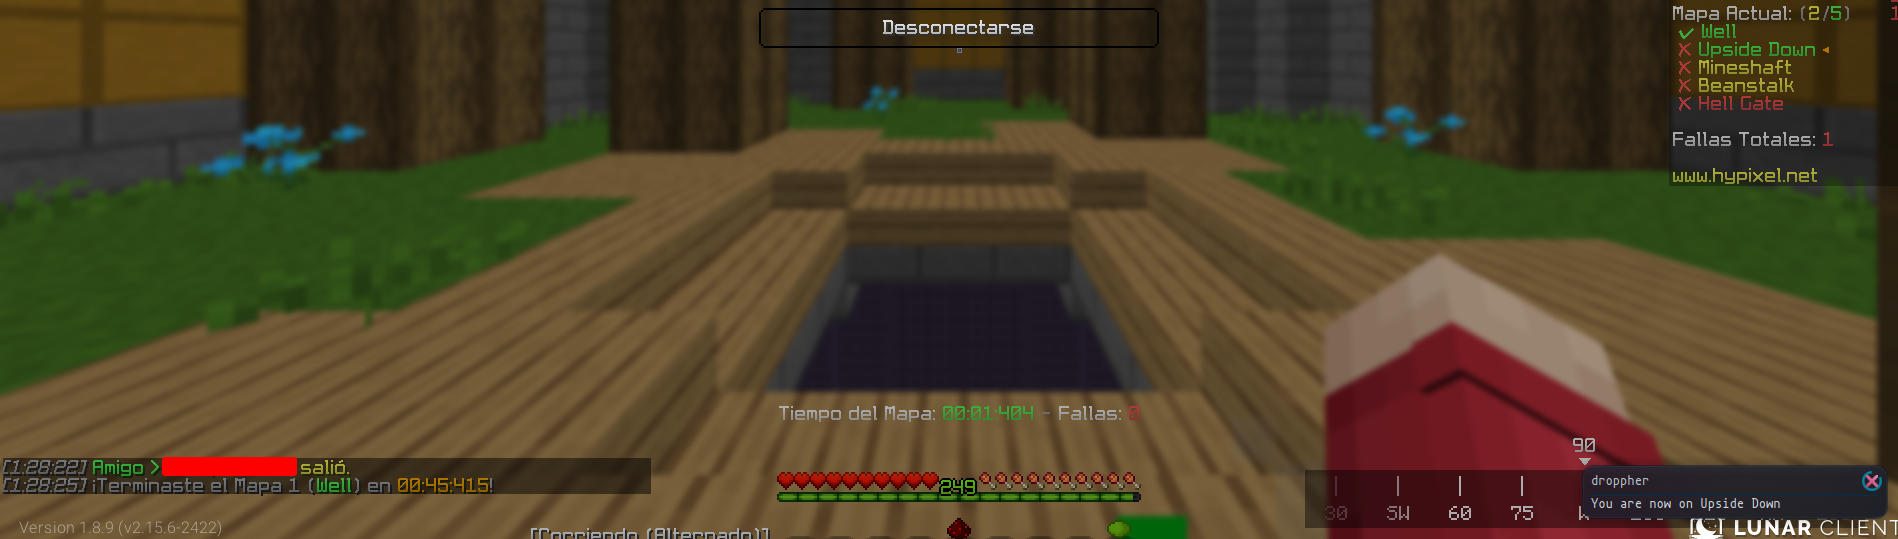 Desconectarse
Mapa Actual: (2/5)
✓ Well
✗ Upside Down ◂
✗ Mineshaft
✗ Beanstalk
✗ Hell Gate
Fallas Totales: 1
www.hypixel.net
Tiempo del Mapa: 00:01:404 - Fallas: 0
[1:28:22] Amigo > salió.
[1:28:25] ¡Terminaste el Mapa 1 (Well) en 00:45:415!
249
90
30 SW 60 75 W
droppher
You are now on Upside Down
Version 1.8.9 (v2.15.6-2422)
[Corriendo (Alternado)]
LUNAR CLIENT